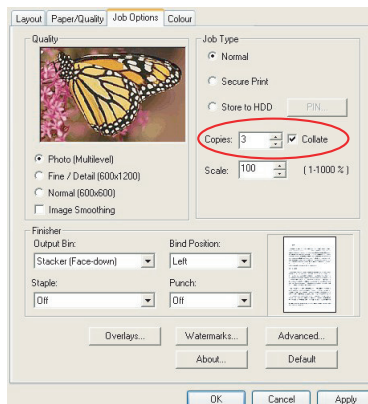 Layout Paper/Quality Job Options Colour
Quality
Photo (Multilevel)
Fine / Detail (600x1200)
Normal (600x600)
Image Smoothing
Job Type
Normal
Secure Print
Store to HDD PIN...
Copies: 3 Collate
Scale: 100 (1-1000 %)
Finisher
Output Bin: Bind Position:
Stacker (Face-down) Left
Staple: Punch:
Off Off
Overlays... Watermarks... Advanced...
About... Default
OK Cancel Apply